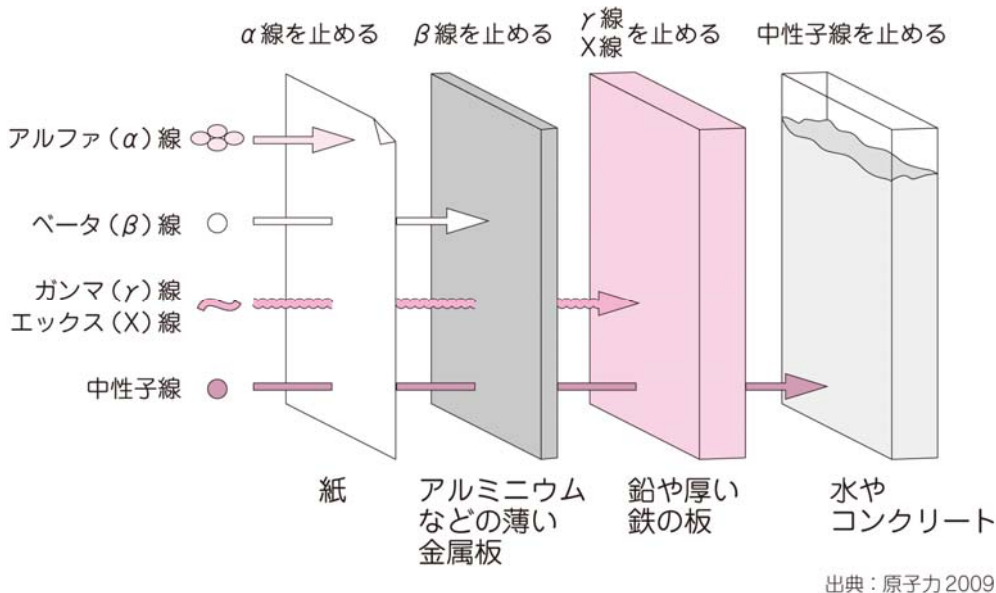 α線を止める
β線を止める
γ線
X線
を止める
中性子線を止める
アルファ(α)線
ベータ(β)線
ガンマ(γ)線
エックス(X)線
中性子線
紙
アルミニウム
などの薄い
金属板
鉛や厚い
鉄の板
水や
コンクリート
出典：原子力2009